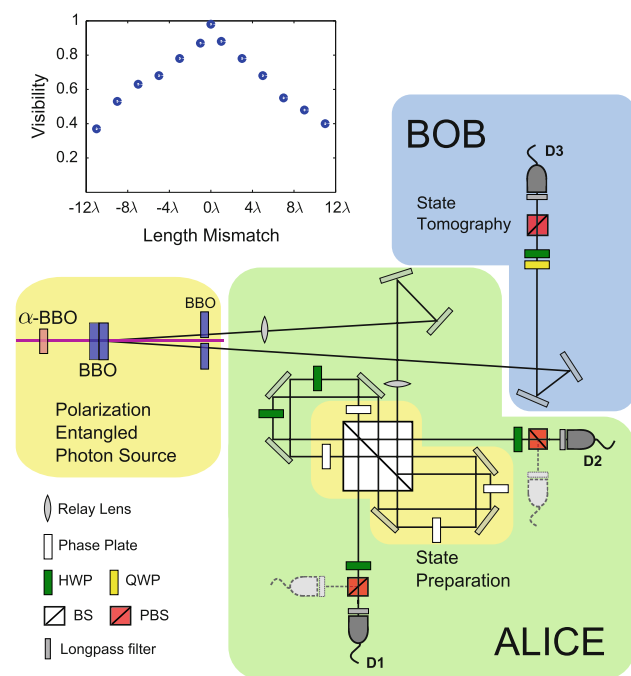 1
0.8
0.6
0.4
0.2
Visibility
-12λ -8λ -4λ 0λ 4λ 8λ 12λ
Length Mismatch
BOB
D3
State
Tomography
α-BBO
BBO
BBO
Polarization
Entangled
Photon Source
D2
Relay Lens
Phase Plate
HWP QWP
BS PBS
Longpass filter
State
Preparation
D1
ALICE